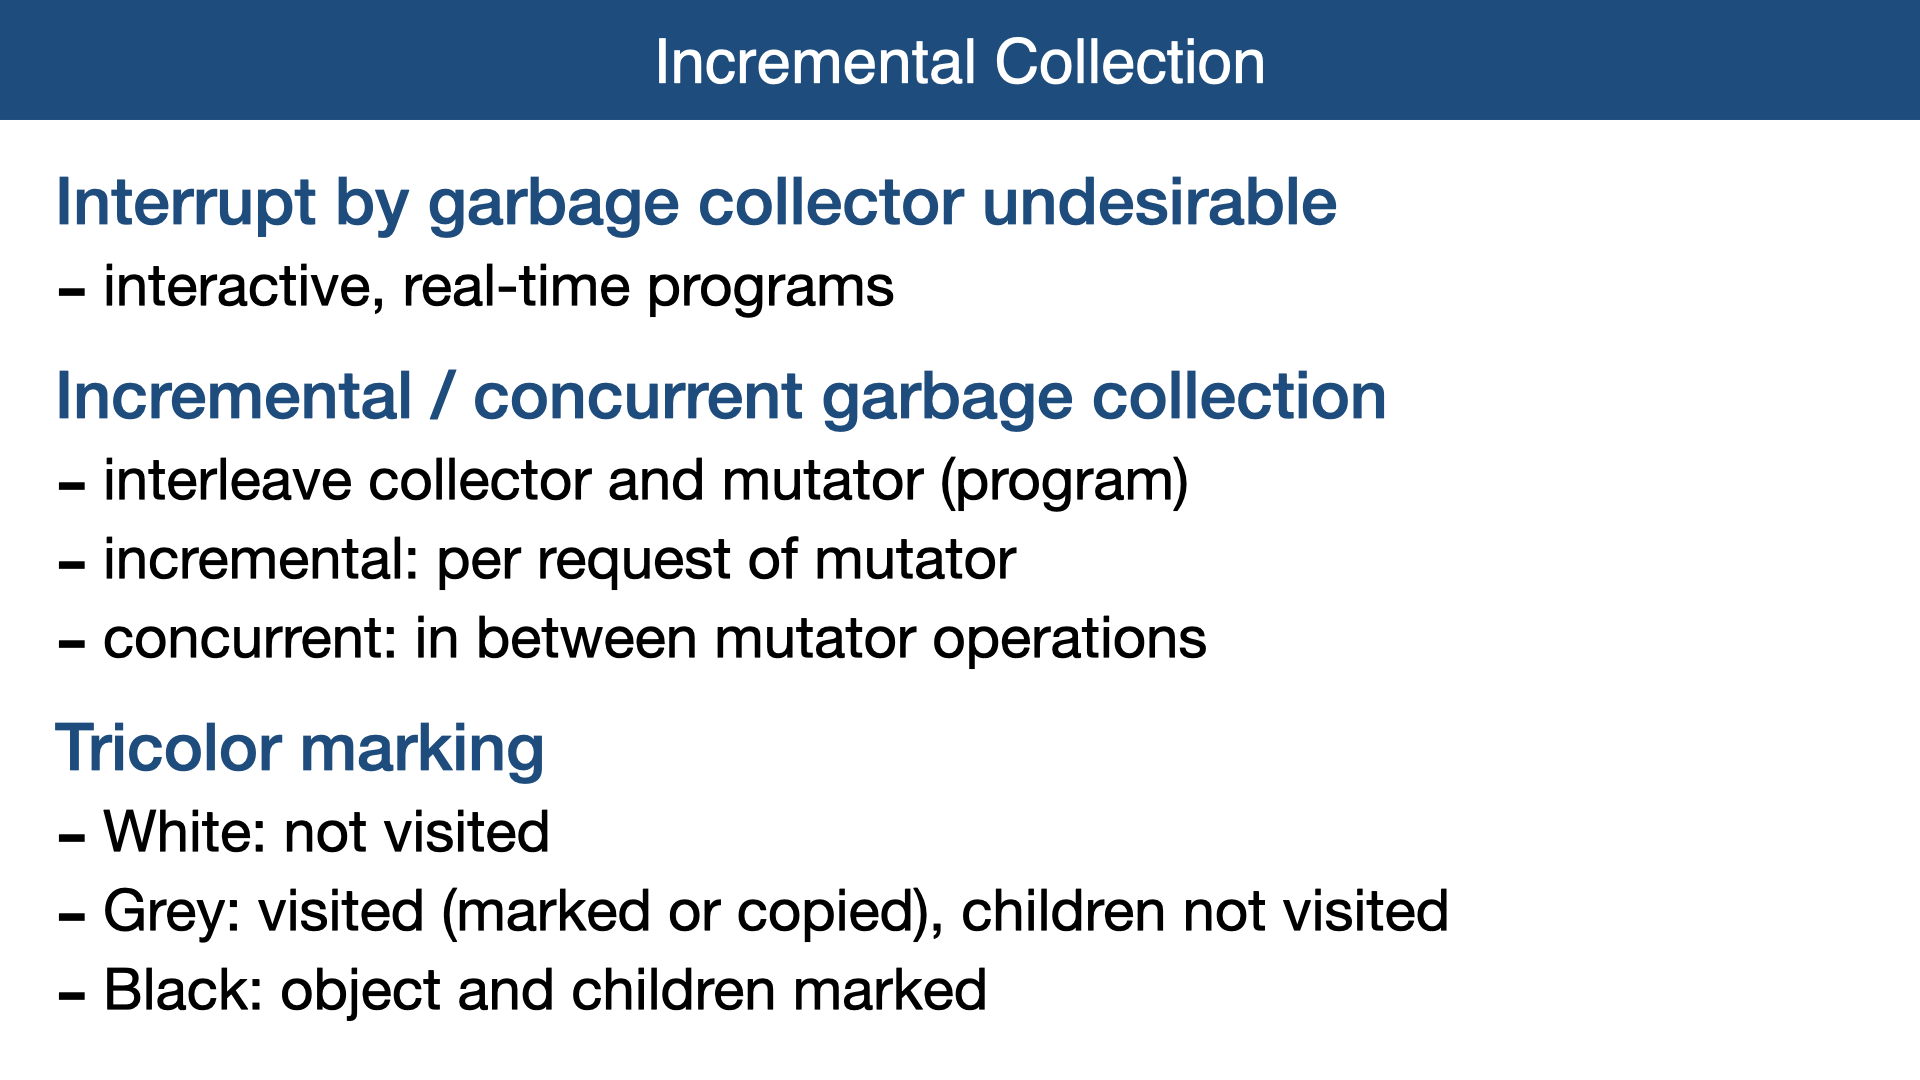 Incremental Collection
Interrupt by garbage collector undesirable
- interactive, real-time programs
Incremental / concurrent garbage collection
- interleave collector and mutator (program)
- incremental: per request of mutator
- concurrent: in between mutator operations
Tricolor marking
- White: not visited
- Grey: visited (marked or copied), children not visited
- Black: object and children marked